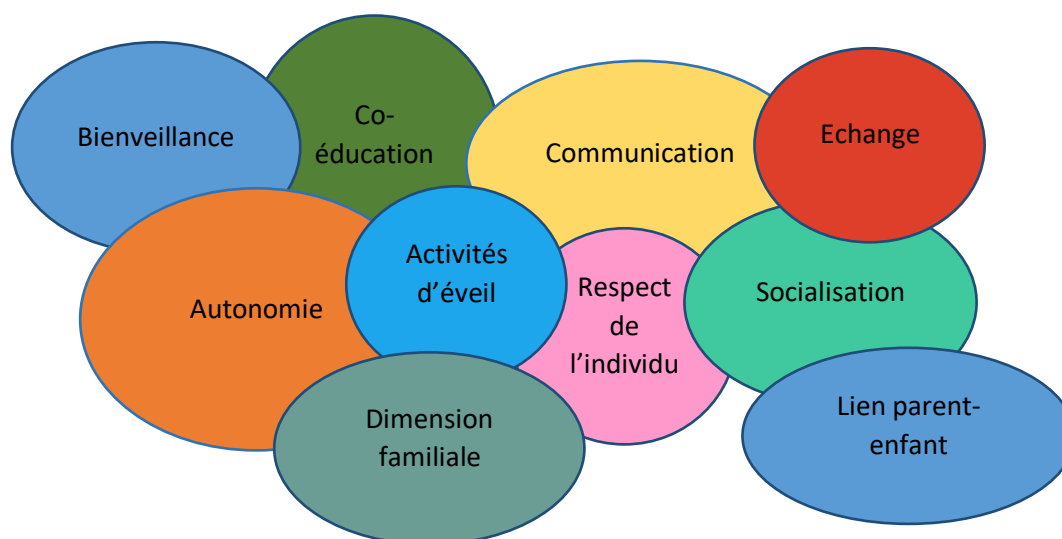 Bienveillance
Co-
éducation
Communication
Echange
Autonomie
Activités
d’éveil
Respect
de
l’individu
Socialisation
Dimension
familiale
Lien parent-
enfant